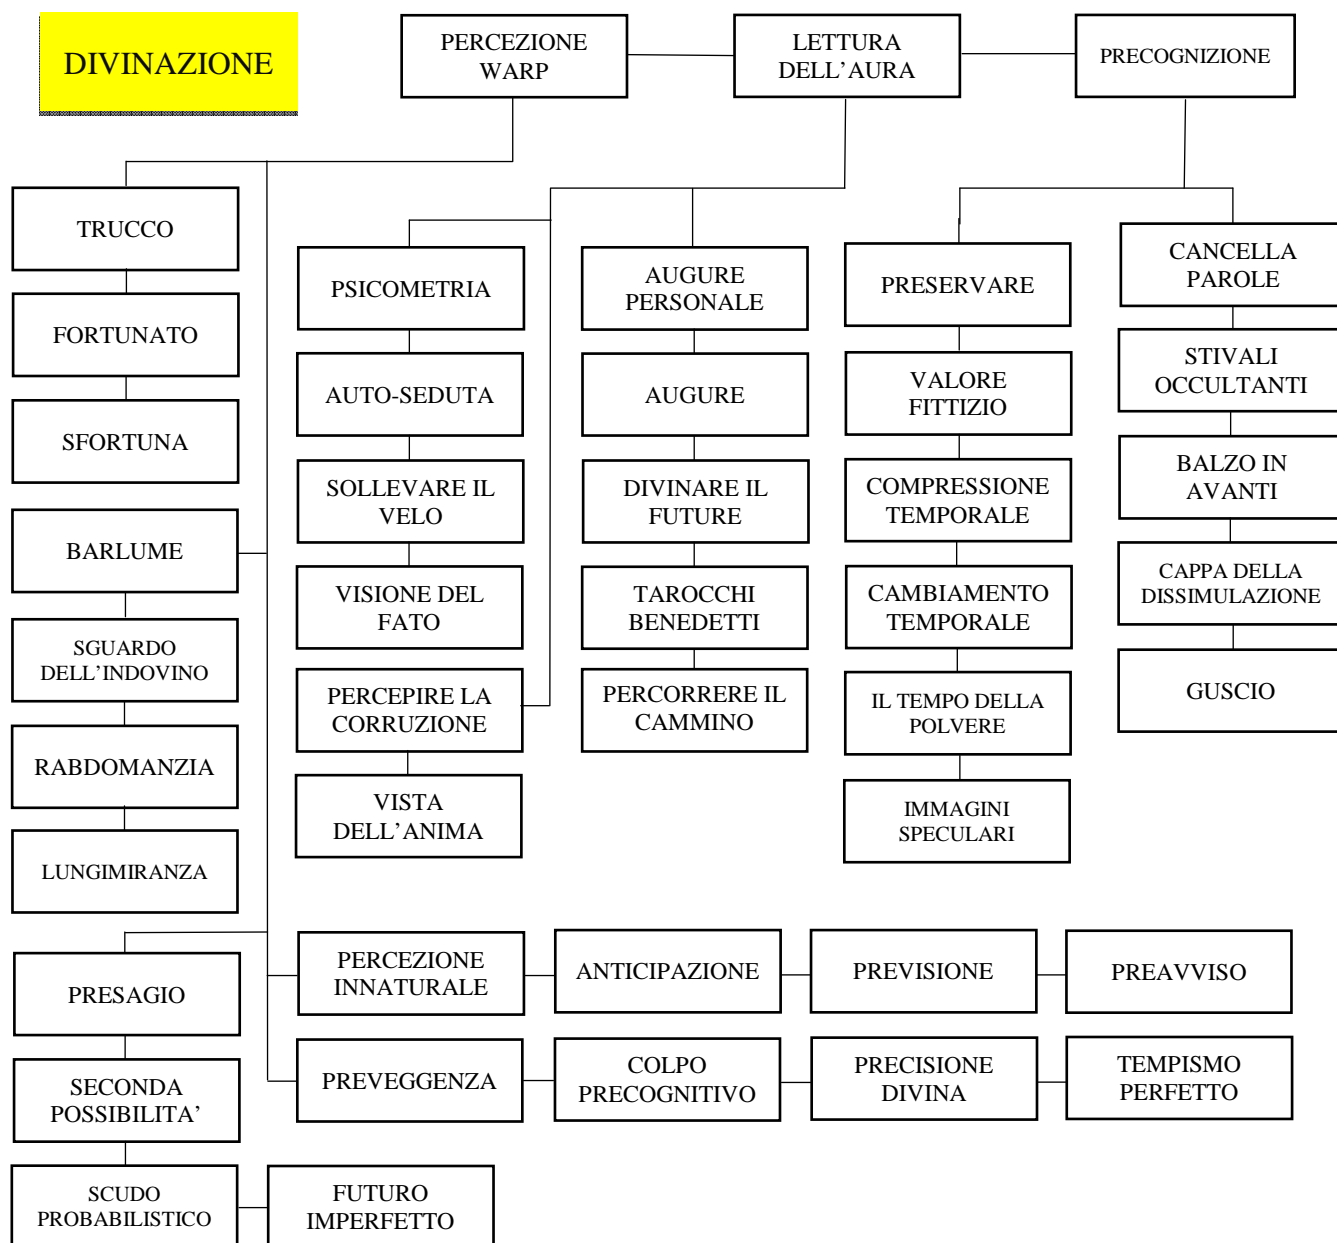 DIVINAZIONE
PERCEZIONE
WARP
LETTURA
DELL'AURA
PRECOGNIZIONE
TRUCCO
FORTUNATO
SFORTUNA
BARLUME
SGUARDO
DELL'INDOVINO
RABDOMANZIA
LUNGIMIRANZA
PSICOMETRIA
AUTO-SEDUTA
SOLLEVARE IL
VELO
VISIONE DEL
FATO
PERCEPIRE LA
CORRUZIONE
VISTA
DELL'ANIMA
AUGURE
PERSONALE
AUGURE
DIVINARE IL
FUTURE
TAROCCHI
BENEDETTI
PERCORRERE IL
CAMMINO
PRESERVARE
VALORE
FITTIZIO
COMPRESSIONE
TEMPORALE
CAMBIAMENTO
TEMPORALE
IL TEMPO DELLA
POLVERE
IMMAGINI
SPECULARI
CANCELLA
PAROLE
STIVALI
OCCULTANTI
BALZO IN
AVANTI
CAPPA DELLA
DISSIMULAZIONE
GUSCIO
PRESAGIO
SECONDA
POSSIBILITA'
SCUDO
PROBABILISTICO
FUTURO
IMPERFETTO
PERCEZIONE
INNATURALE
ANTICIPAZIONE
PREVISIONE
PREAVVISO
PREVEGGENZA
COLPO
PRECOGNITIVO
PRECISIONE
DIVINA
TEMPISMO
PERFETTO